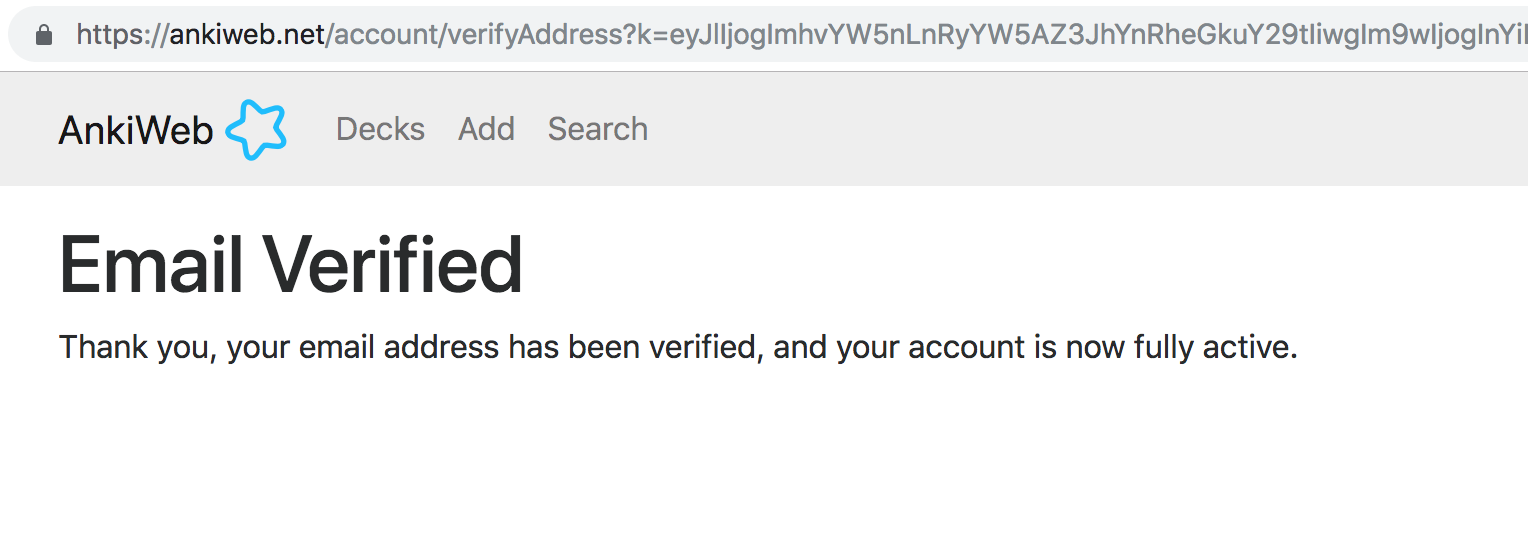 https://ankiweb.net/account/verifyAddress?k=eyJlIjogImhvYW5nLnRyYW5AZ3JhYnRheGkuY29tIiwgIm9wIjogInYi
AnkiWeb Decks Add Search
Email Verified
Thank you, your email address has been verified, and your account is now fully active.